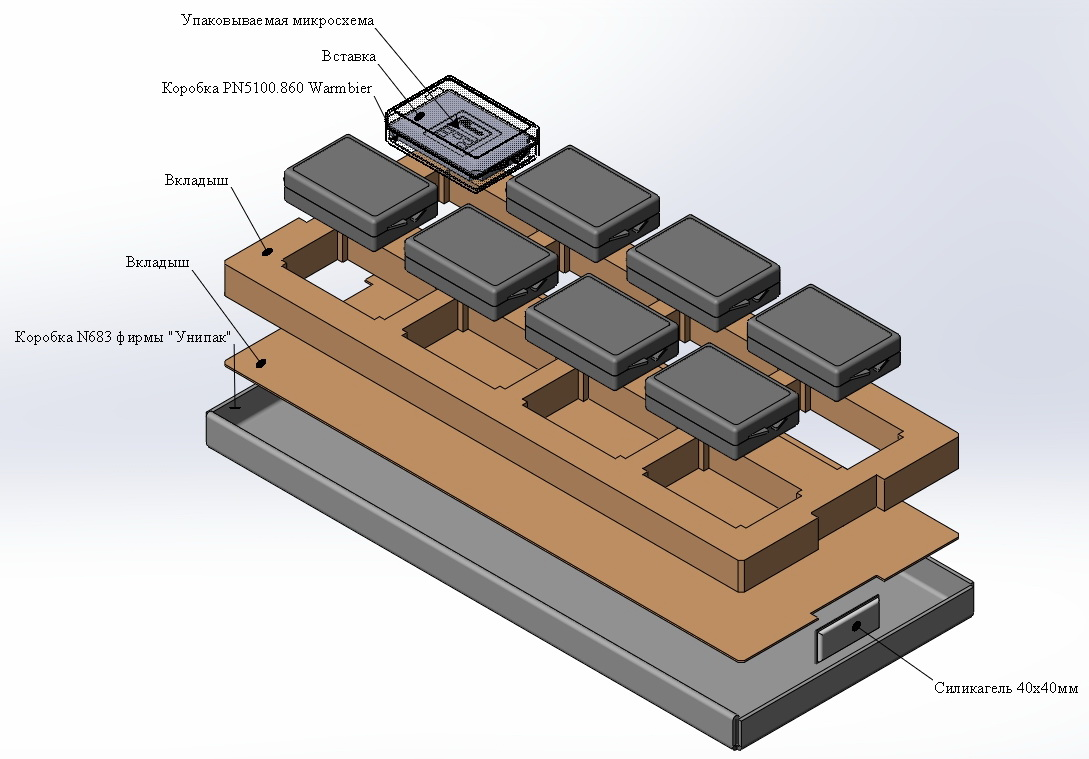 Упаковываемая микросхема
Вставка
Коробка PN5100.860 Warmbier
Вкладыш
Вкладыш
Коробка N683 фирмы "Унипак"
Силикагель 40х40мм